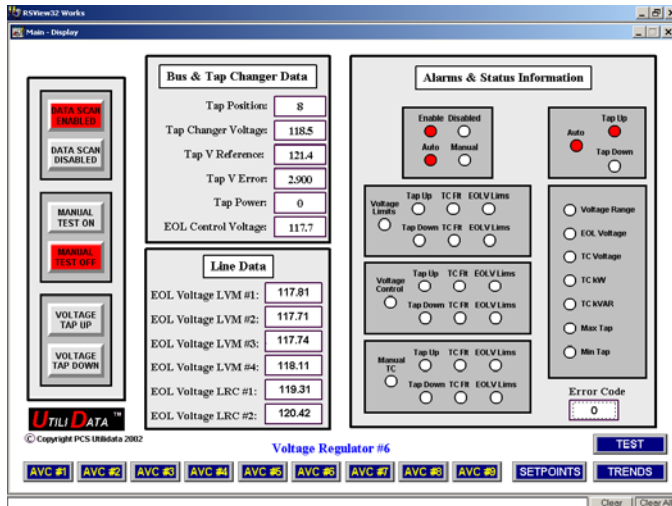 RSView32 Works
Main - Display
DATA SCAN
ENABLED
DATA SCAN
DISABLED
MANUAL
TEST ON
MANUAL
TEST OFF
VOLTAGE
TAP UP
VOLTAGE
TAP DOWN
UTILIDATA ™
© Copyright PCS Utilidata 2002
Bus & Tap Changer Data
Tap Position: 8
Tap Changer Voltage: 118.5
Tap V Reference: 121.4
Tap V Error: 2.900
Tap Power: 0
EOL Control Voltage: 117.7
Line Data
EOL Voltage LVM #1: 117.81
EOL Voltage LVM #2: 117.71
EOL Voltage LVM #3: 117.74
EOL Voltage LVM #4: 118.11
EOL Voltage LRC #1: 119.31
EOL Voltage LRC #2: 120.42
Alarms & Status Information
Enable Disabled
Auto Manual
Auto
Tap Up
Tap Down
Voltage
Limits
Tap Up TC Flt EOLV Lims
Tap Down TC Flt EOLV Lims
Voltage
Control
Tap Up TC Flt EOLV Lims
Tap Down TC Flt EOLV Lims
Manual
TC
Tap Up TC Flt EOLV Lims
Tap Down TC Flt EOLV Lims
Voltage Range
EOL Voltage
TC Voltage
TC kW
TC kVAR
Max Tap
Min Tap
Error Code
0
Voltage Regulator #6
TEST
AVC #1 AVC #2 AVC #3 AVC #4 AVC #5 AVC #6 AVC #7 AVC #8 AVC #9 SETPOINTS TRENDS
Clear Clear All